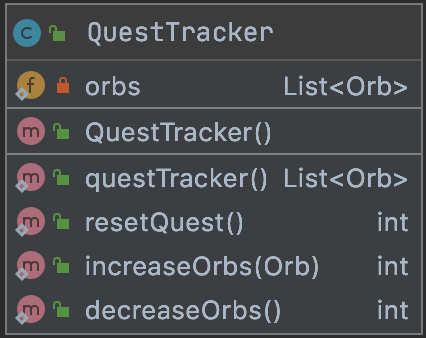 C QuestTracker
f orbs List<Orb>
m QuestTracker()
m questTracker() List<Orb>
m resetQuest() int
m increaseOrbs(Orb) int
m decreaseOrbs() int